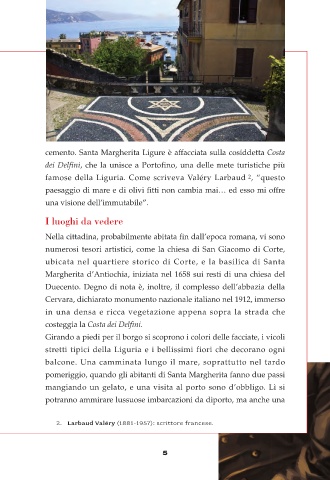 cemento. Santa Margherita Ligure è affacciata sulla cosiddetta Costa
dei Delfini, che la unisce a Portofino, una delle mete turistiche più
famose della Liguria. Come scriveva Valéry Larbaud 2, “questo
paesaggio di mare e di olivi fitti non cambia mai… ed esso mi offre
una visione dell’immutabile”.
I luoghi da vedere
Nella cittadina, probabilmente abitata fin dall’epoca romana, vi sono
numerosi tesori artistici, come la chiesa di San Giacomo di Corte,
ubicata nel quartiere storico di Corte, e la basilica di Santa
Margherita d’Antiochia, iniziata nel 1658 sui resti di una chiesa del
Duecento. Degno di nota è, inoltre, il complesso dell’abbazia della
Cervara, dichiarato monumento nazionale italiano nel 1912, immerso
in una densa e ricca vegetazione appena sopra la strada che
costeggia la Costa dei Delfini.
Girando a piedi per il borgo si scoprono i colori delle facciate, i vicoli
stretti tipici della Liguria e i bellissimi fiori che decorano ogni
balcone. Una camminata lungo il mare, soprattutto nel tardo
pomeriggio, quando gli abitanti di Santa Margherita fanno due passi
mangiando un gelato, e una visita al porto sono d’obbligo. Lì si
potranno ammirare lussuose imbarcazioni da diporto, ma anche una
2. Larbaud Valéry (1881-1957): scrittore francese.
5